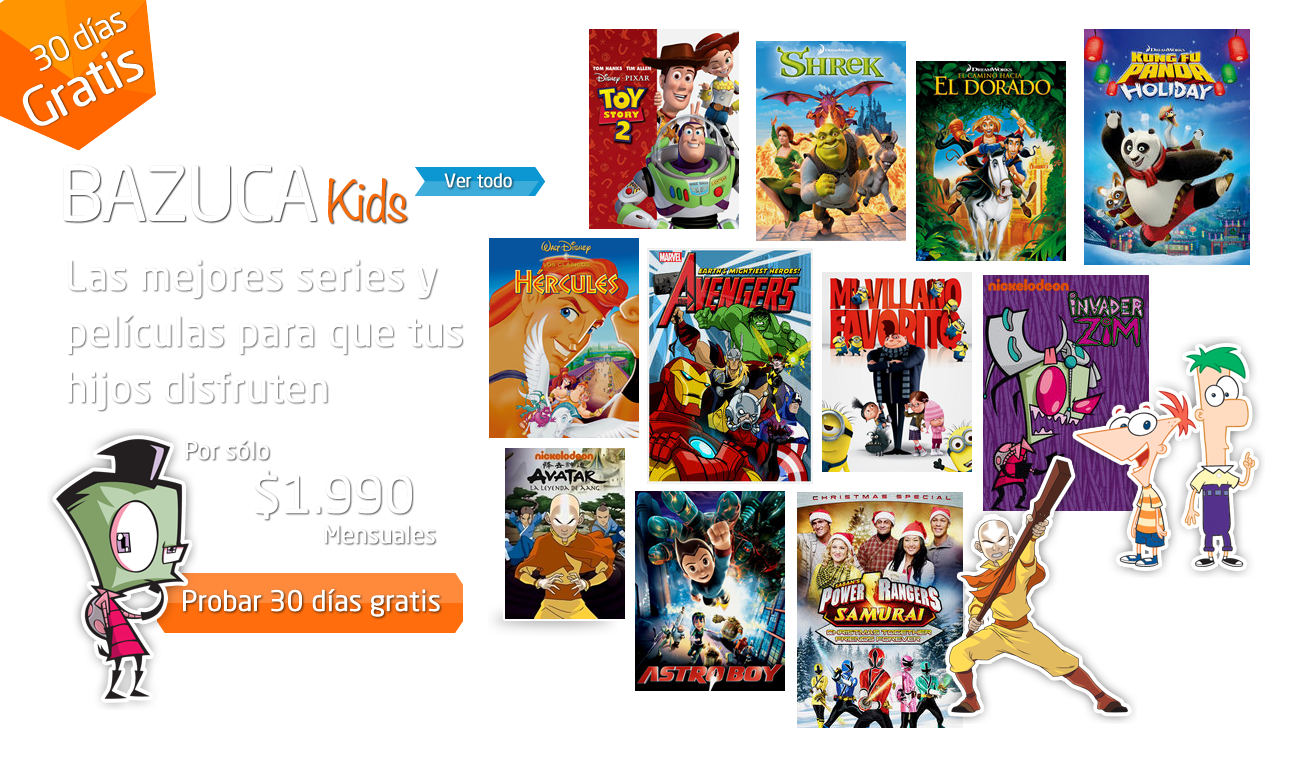 30 días
Gratis
BAZUCA Kids
Ver todo
Las mejores series y
películas para que tus
hijos disfruten
Por sólo
$1.990
Mensuales
Probar 30 días gratis
TOM HANKS TIM ALLEN
Disney · PIXAR
TOY
STORY
2
DREAMWORKS
SHREK
DREAMWORKS
EL CAMINO HACIA
EL DORADO
DREAMWORKS
KUNG FU
PANDA
HOLIDAY
WALT DISNEY
LOS CLÁSICOS
HÉRCULES
MARVEL
EARTH'S MIGHTIEST HEROES!
AVENGERS
MI VILLANO
FAVORITO
nickelodeon
INVADER
ZIM
nickelodeon
AVATAR
LA LEYENDA DE AANG
ASTRO BOY
CHRISTMAS SPECIAL
SABAN'S
POWER RANGERS
SAMURAI
CHRISTMAS TOGETHER
FRIENDS FOREVER